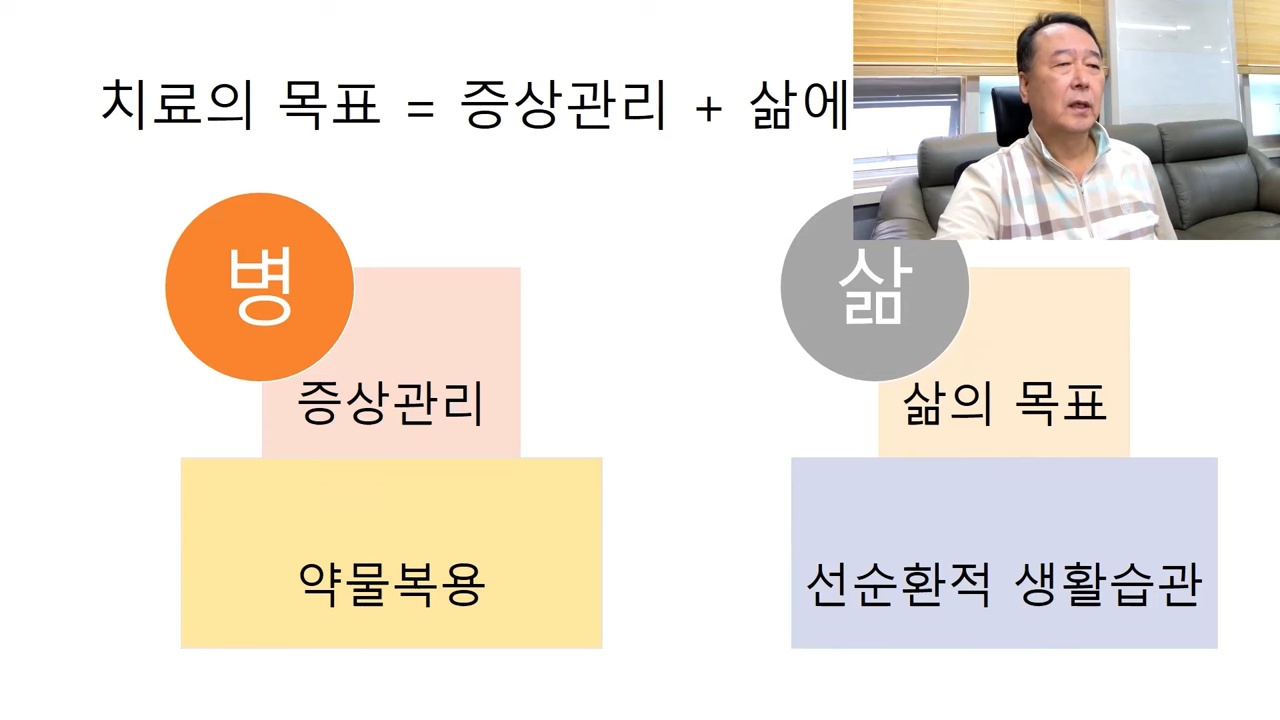 치료의 목표 = 증상관리 + 삶에
병
삶
증상관리
삶의 목표
약물복용
선순환적 생활습관